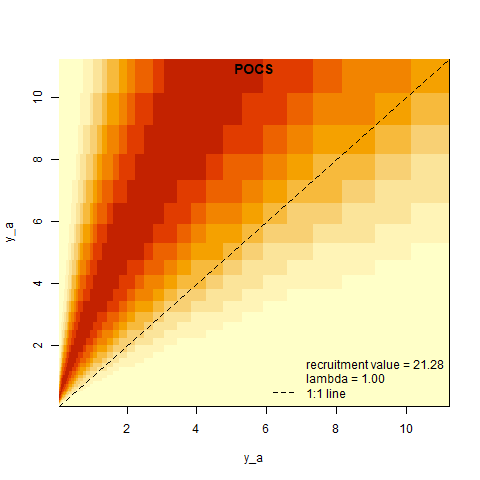 POCS
10
8
6
4
2
y_a
recruitment value = 21.28
lambda = 1.00
1:1 line
2 4 6 8 10
y_a